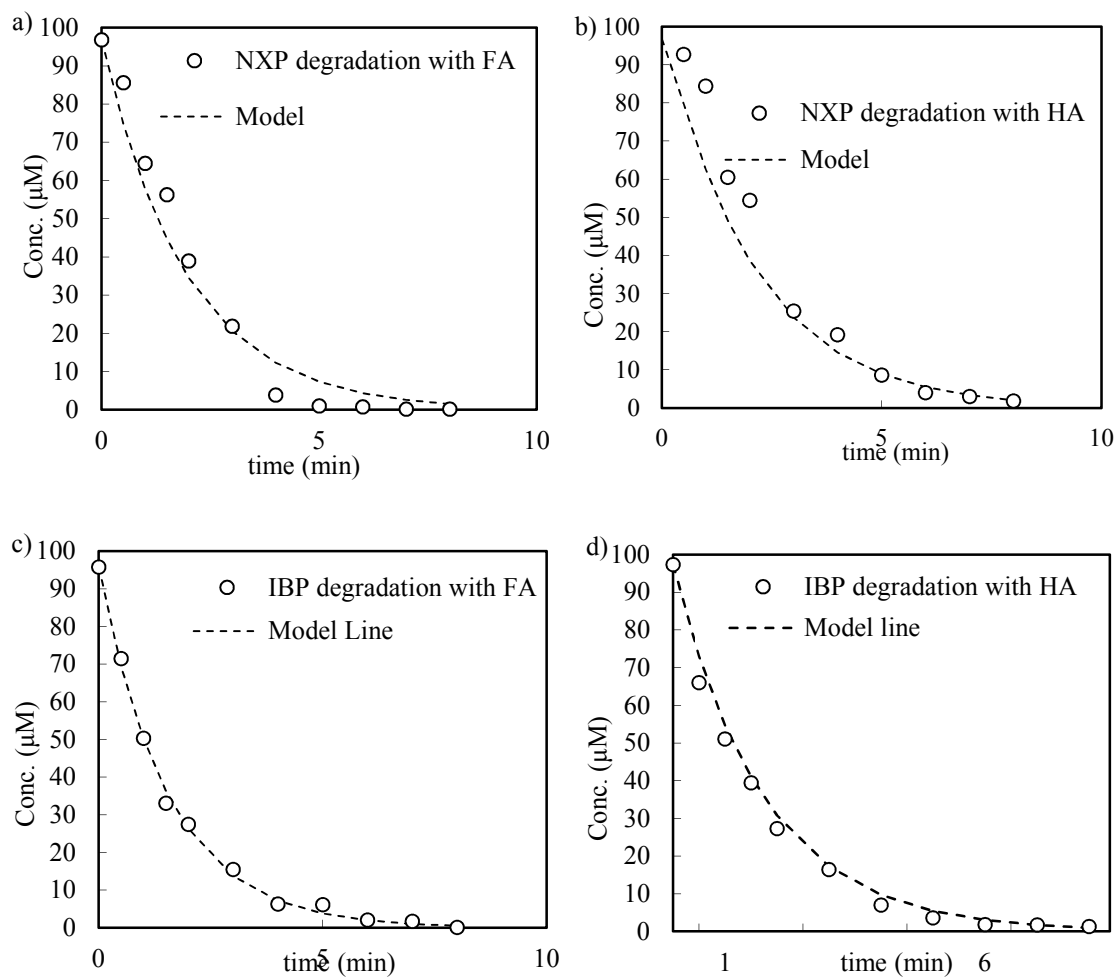 a)
100
90
80
70
60
50
40
30
20
10
0
Conc. (μM)
NXP degradation with FA
Model
0
5
10
time (min)
b)
100
90
80
70
60
50
40
30
20
10
0
Conc. (μM)
NXP degradation with HA
Model
0
5
10
time (min)
c)
100
90
80
70
60
50
40
30
20
10
0
Conc. (μM)
IBP degradation with FA
Model Line
0
5
10
time (min)
d)
100
90
80
70
60
50
40
30
20
10
0
Conc. (μM)
IBP degradation with HA
Model line
1
time (min)
6